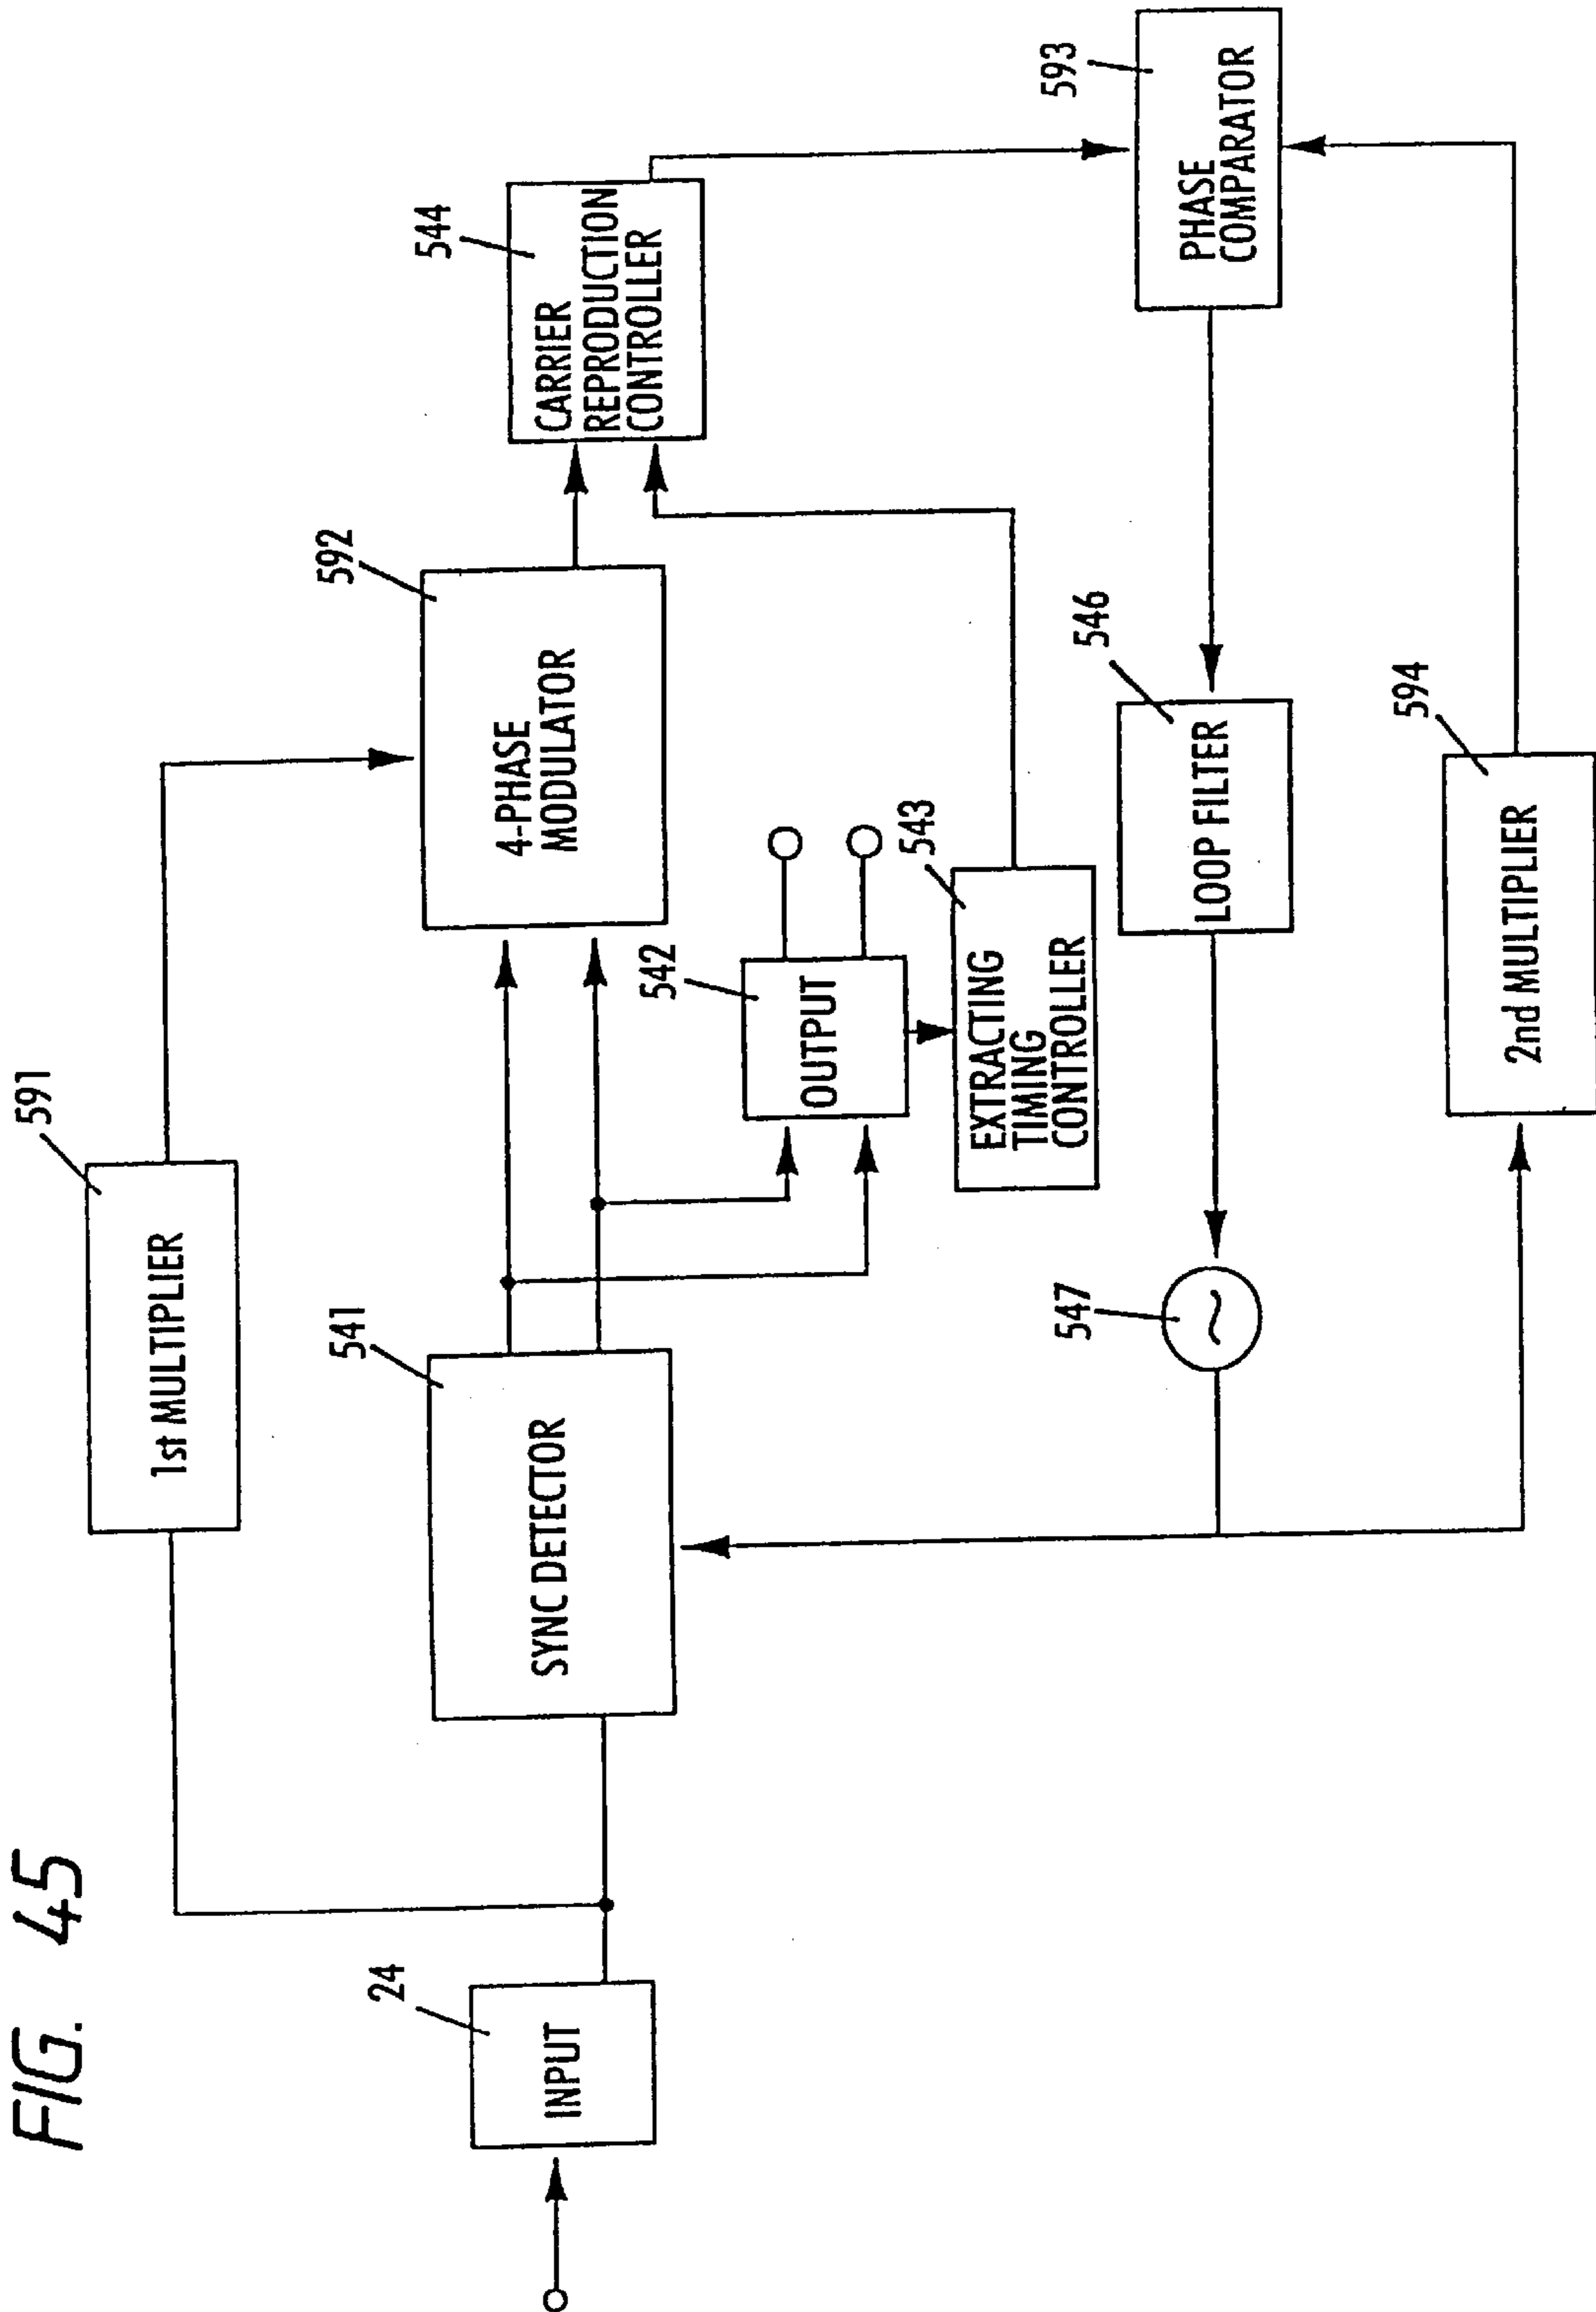 FIG. 45
591
1st MULTIPLIER
592
4-PHASE
MODULATOR
544
CARRIER
REPRODUCTION
CONTROLLER
24
INPUT
541
SYNC DETECTOR
542
OUTPUT
543
EXTRACTING
TIMING
CONTROLLER
593
PHASE
COMPARATOR
547
~
546
LOOP FILTER
594
2nd MULTIPLIER